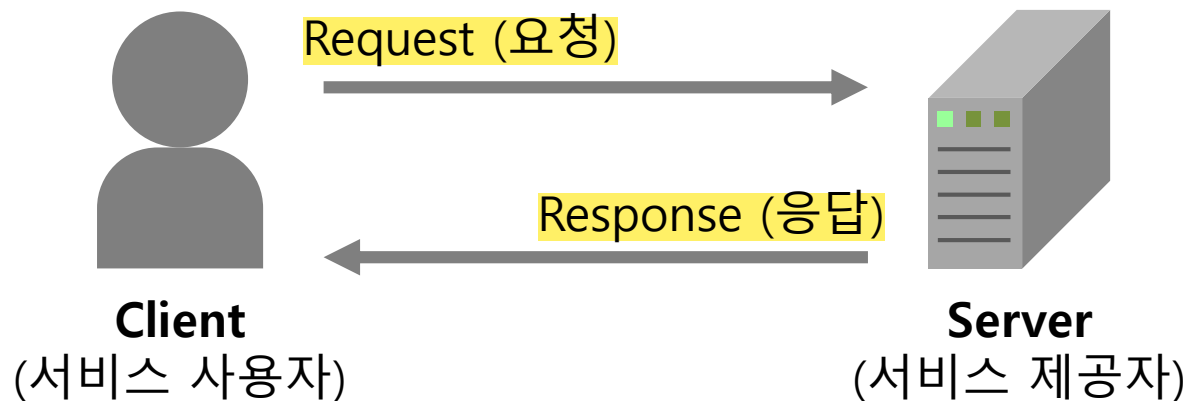 Request (요청)
Response (응답)
Client
(서비스 사용자)
Server
(서비스 제공자)